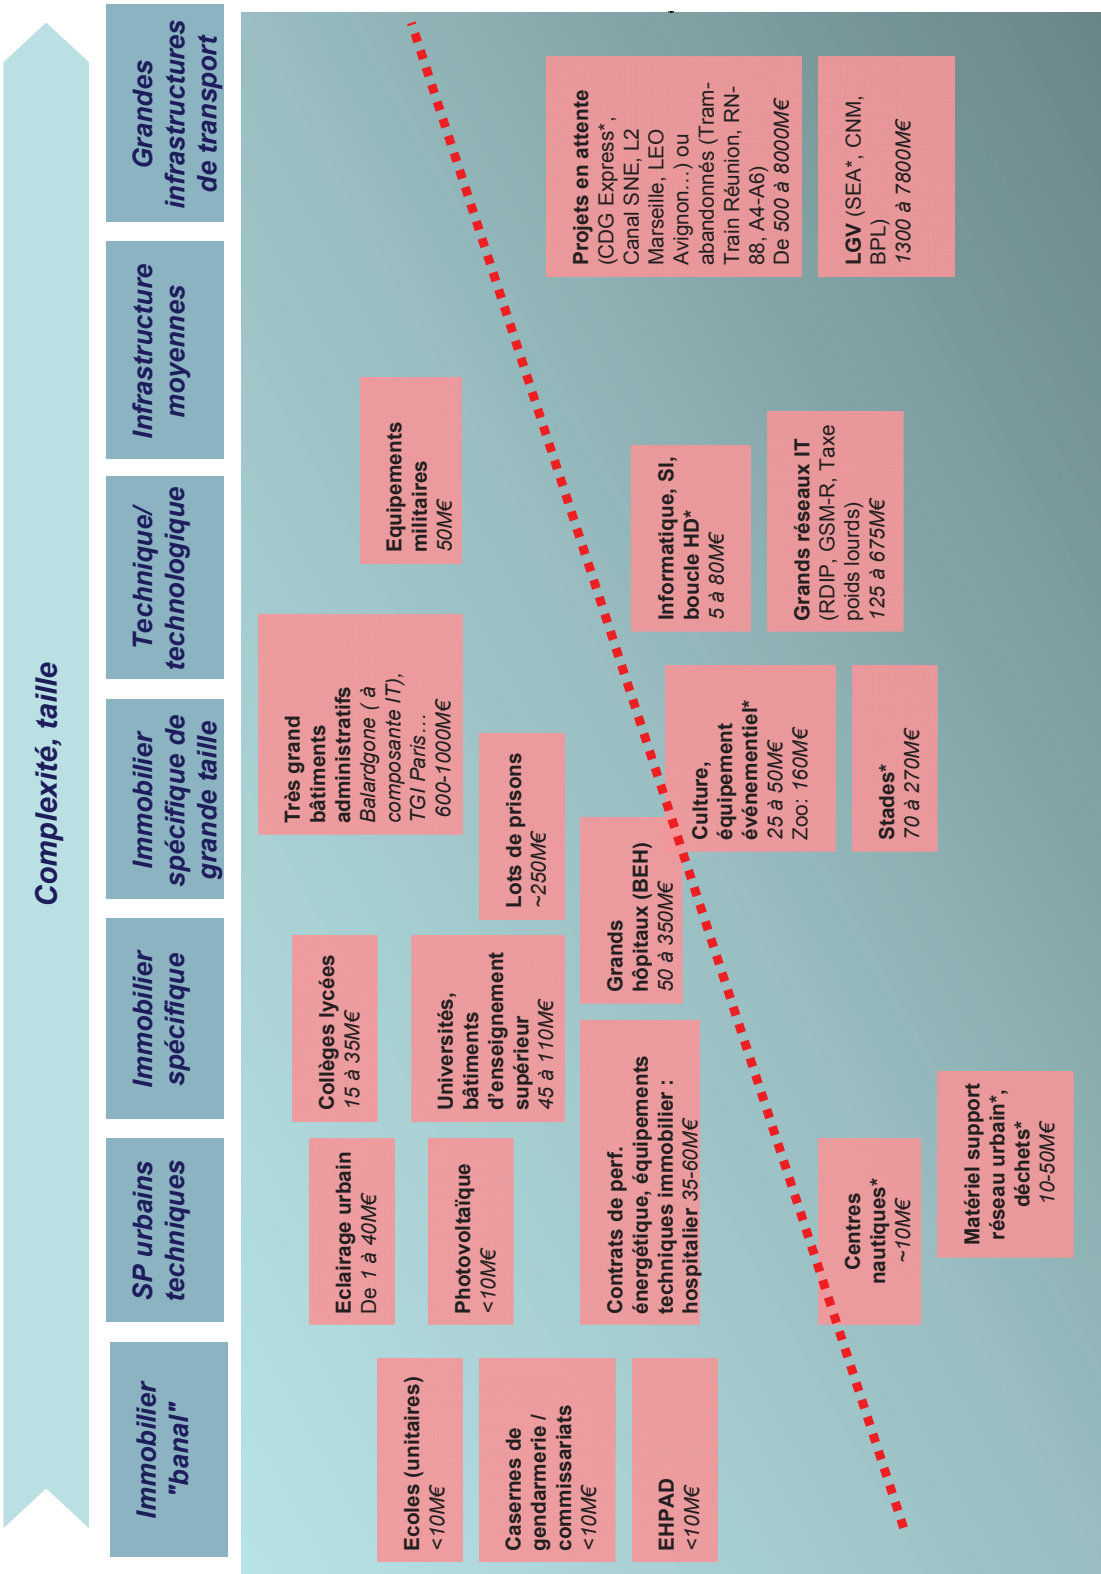 Complexité, taille
Immobilier
"banal"
SP urbains
techniques
Immobilier
spécifique
Immobilier
spécifique de
grande taille
Technique/
technologique
Infrastructure
moyennes
Grandes
infrastructures
de transport
Ecoles (unitaires)
<10M€
Casernes de
gendarmerie /
commissariats
<10M€
EHPAD
<10M€
Eclairage urbain
De 1 à 40M€
Photovoltaïque
<10M€
Contrats de perf.
énergétique, équipements
techniques immobilier :
hospitalier 35-60M€
Centres
nautiques*
~10M€
Matériel support
réseau urbain*,
déchets*
10-50M€
Collèges lycées
15 à 35M€
Universités,
bâtiments
d'enseignement
supérieur
45 à 110M€
Grands
hôpitaux (BEH)
50 à 350M€
Très grand
bâtiments
administratifs
Balardgone ( à
composante IT),
TGI Paris…
600-1000M€
Lots de prisons
~250M€
Culture,
équipement
événementiel*
25 à 50M€
Zoo: 160M€
Stades*
70 à 270M€
Equipements
militaires
50M€
Informatique, SI,
boucle HD*
5 à 80M€
Grands réseaux IT
(RDIP, GSM-R, Taxe
poids lourds)
125 à 675M€
Projets en attente
(CDG Express*,
Canal SNE, L2
Marseille, LEO
Avignon…) ou
abandonnés (Tram-
Train Réunion, RN-
88, A4-A6)
De 500 à 8000M€
LGV (SEA*, CNM,
BPL)
1300 à 7800M€